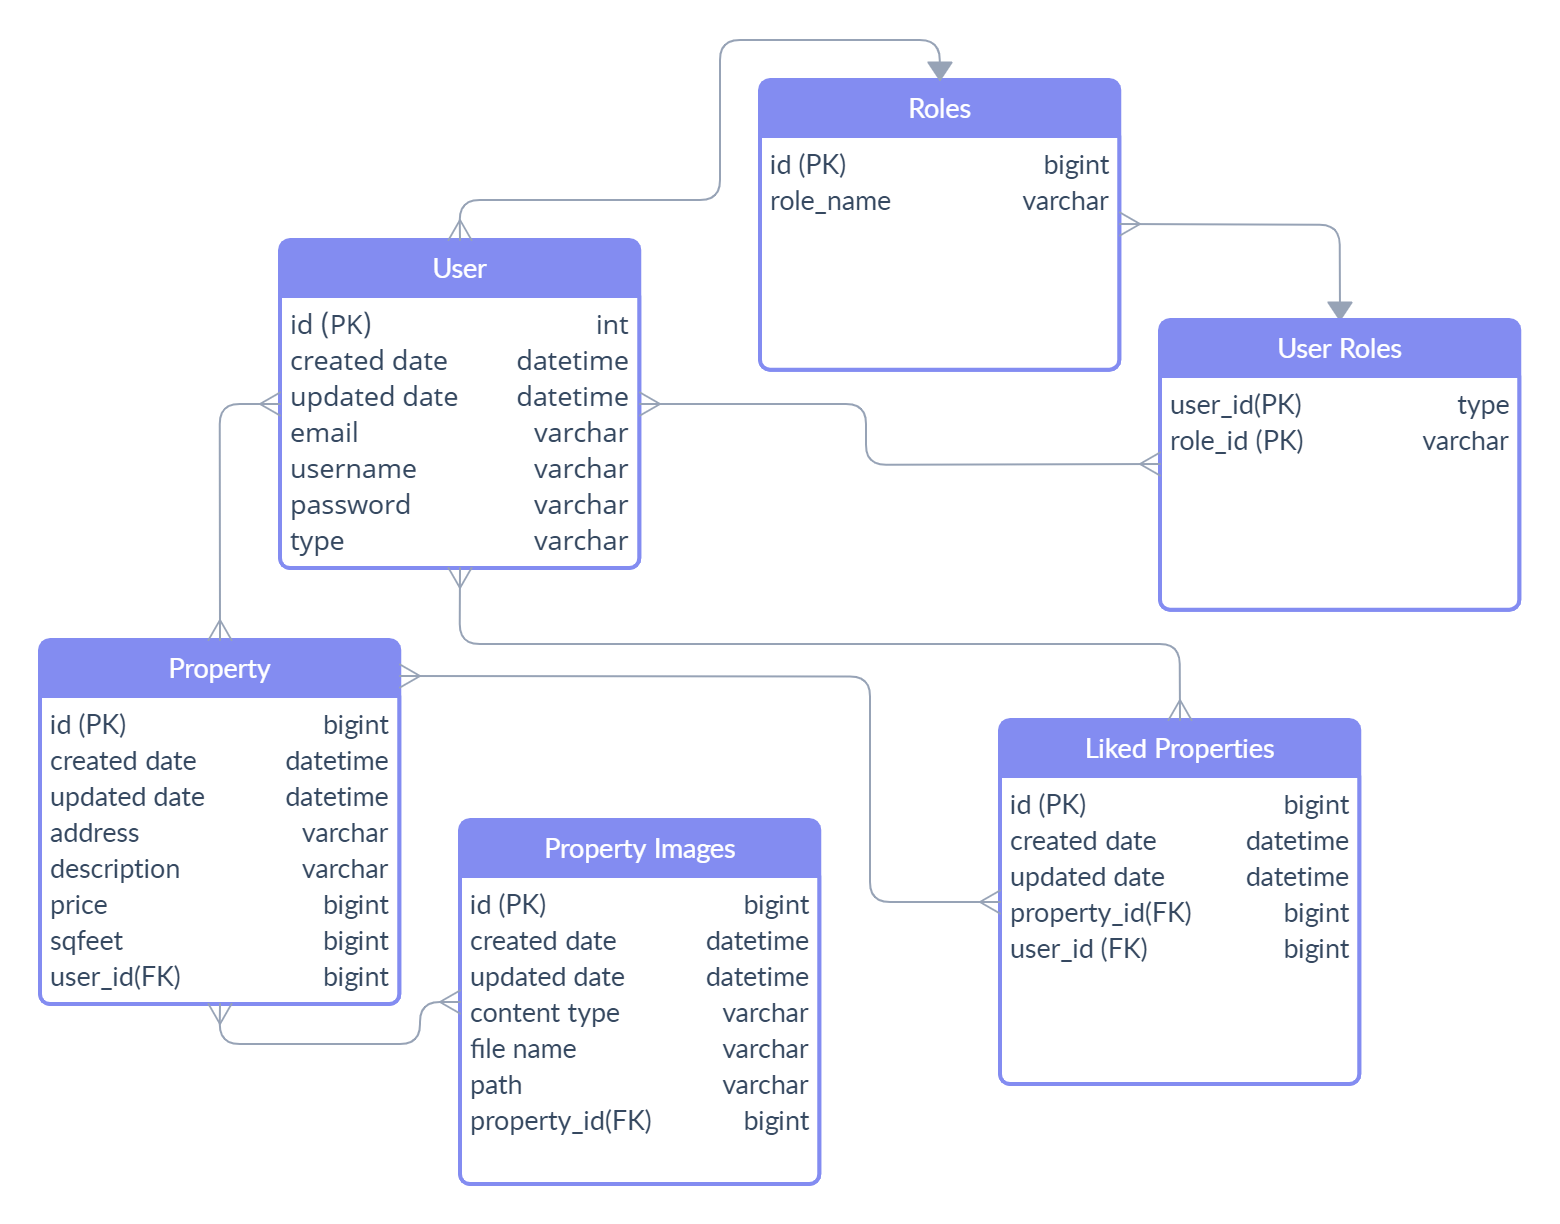 Roles
id (PK) bigint
role_name varchar
User
id (PK) int
created date datetime
updated date datetime
email varchar
username varchar
password varchar
type varchar
User Roles
user_id(PK) type
role_id (PK) varchar
Property
id (PK) bigint
created date datetime
updated date datetime
address varchar
description varchar
price bigint
sqfeet bigint
user_id(FK) bigint
Property Images
id (PK) bigint
created date datetime
updated date datetime
content type varchar
file name varchar
path varchar
property_id(FK) bigint
Liked Properties
id (PK) bigint
created date datetime
updated date datetime
property_id(FK) bigint
user_id (FK) bigint